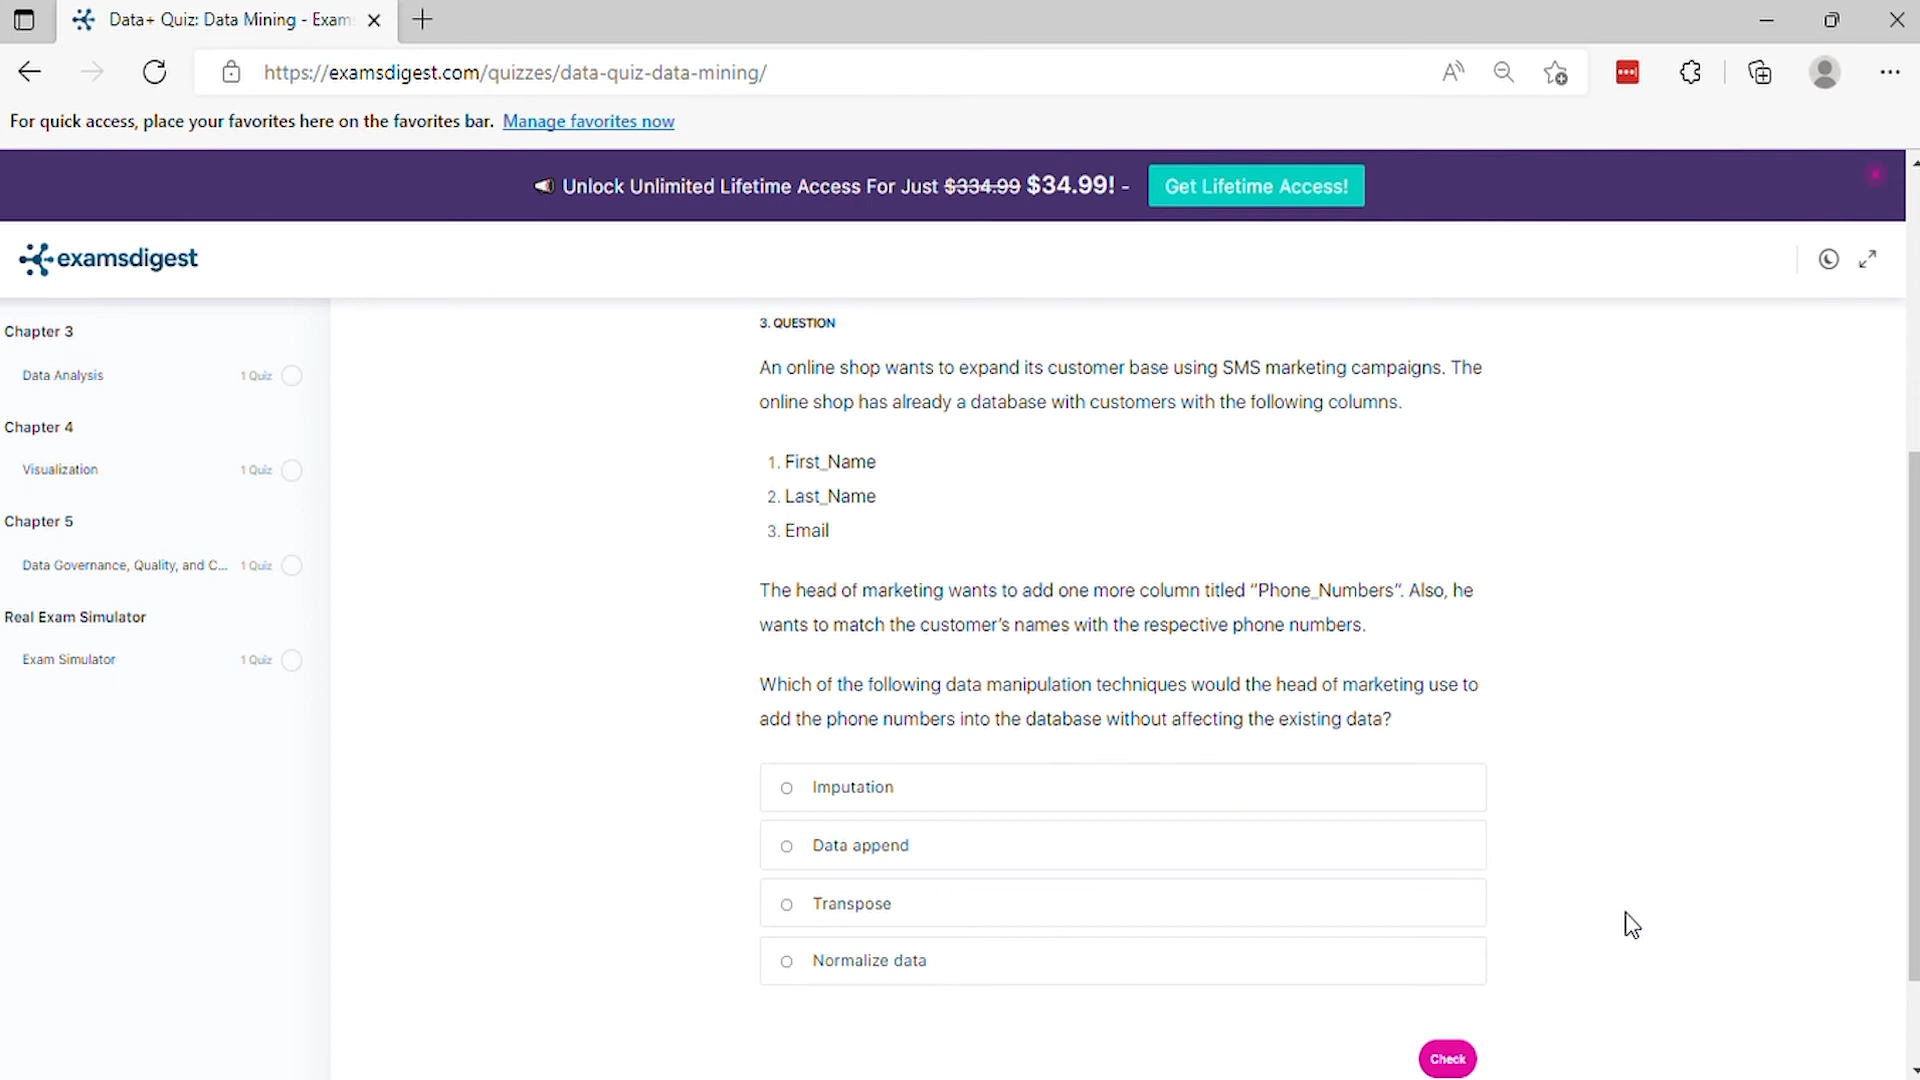 Data+ Quiz: Data Mining - Exam
https://examsdigest.com/quizzes/data-quiz-data-mining/
For quick access, place your favorites here on the favorites bar. Manage favorites now
Unlock Unlimited Lifetime Access For Just $334.99 $34.99! - Get Lifetime Access!
examsdigest
Chapter 3
Data Analysis 1 Quiz
Chapter 4
Visualization 1 Quiz
Chapter 5
Data Governance, Quality, and C... 1 Quiz
Real Exam Simulator
Exam Simulator 1 Quiz
3. QUESTION
An online shop wants to expand its customer base using SMS marketing campaigns. The
online shop has already a database with customers with the following columns.
1. First_Name
2. Last_Name
3. Email
The head of marketing wants to add one more column titled “Phone_Numbers“. Also, he
wants to match the customer’s names with the respective phone numbers.
Which of the following data manipulation techniques would the head of marketing use to
add the phone numbers into the database without affecting the existing data?
Imputation
Data append
Transpose
Normalize data
Check